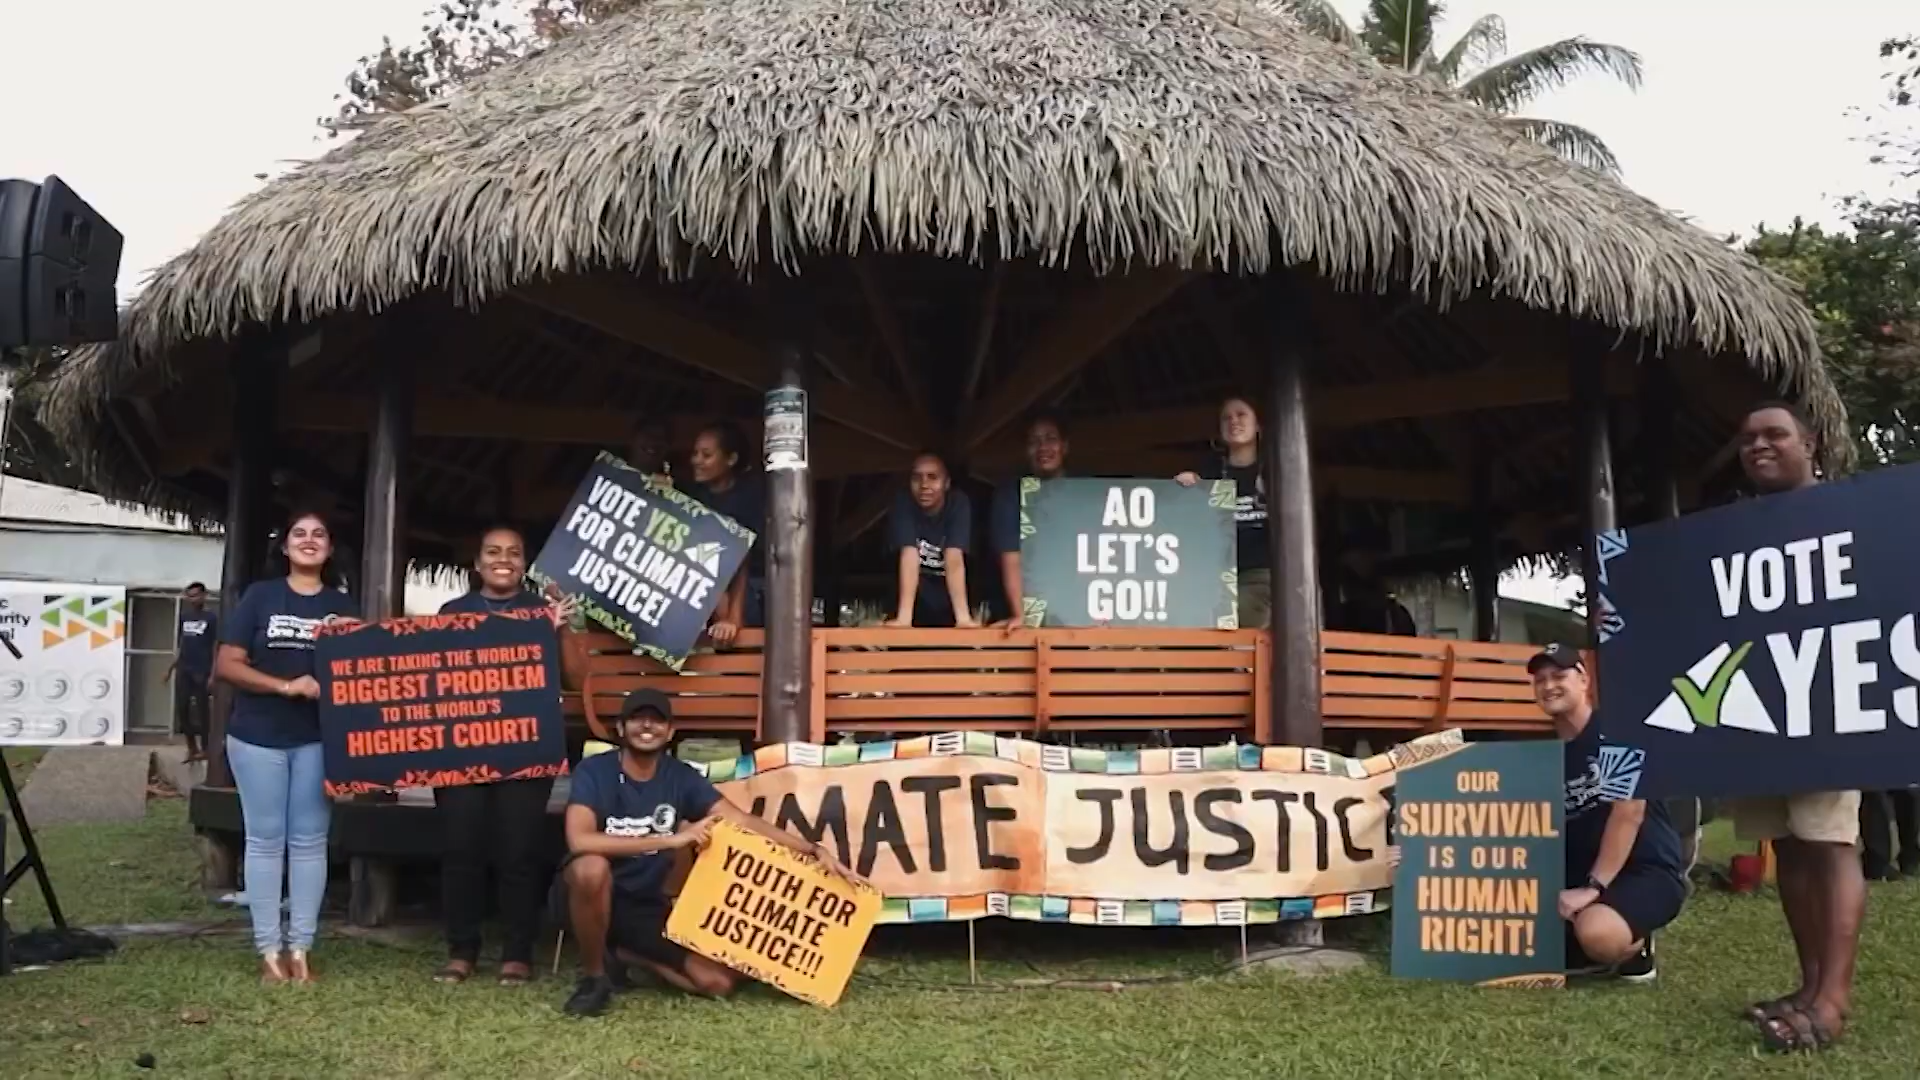 VOTE YES
FOR CLIMATE
JUSTICE!
AO
LET'S
GO!!
VOTE
YES
WE ARE TAKING THE WORLD'S
BIGGEST PROBLEM
TO THE WORLD'S
HIGHEST COURT!
MATE JUSTIC
OUR
SURVIVAL
IS OUR
HUMAN
RIGHT!
YOUTH FOR
CLIMATE
JUSTICE!!!